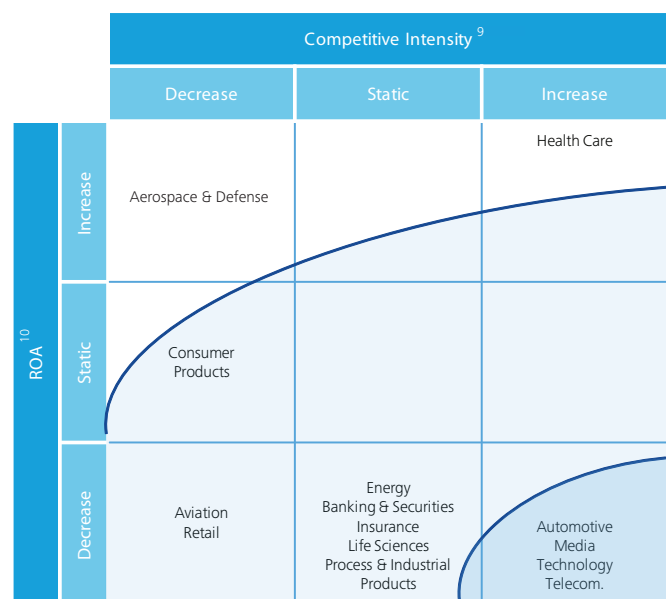 Competitive Intensity 9
Decrease
Static
Increase
ROA 10
Increase
Aerospace & Defense
Health Care
Static
Consumer
Products
Decrease
Aviation
Retail
Energy
Banking & Securities
Insurance
Life Sciences
Process & Industrial
Products
Automotive
Media
Technology
Telecom.